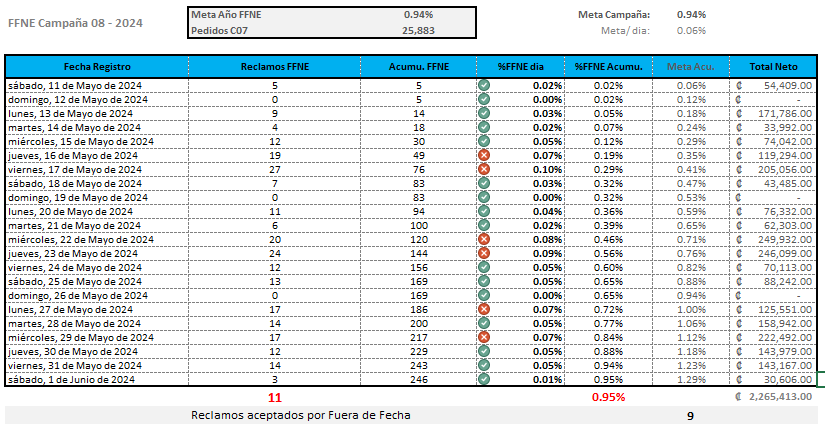 FFNE Campaña 08 - 2024
Meta Año FFNE 0.94% Meta Campaña: 0.94%
Pedidos C07 25,883 Meta/dia: 0.06%
Fecha Registro Reclamos FFNE Acumu. FFNE %FFNE dia %FFNE Acumu. Meta Acu. Total Neto
sábado, 11 de Mayo de 2024 5 5 0.02% 0.02% 0.06% ₡ 54,409.00
domingo, 12 de Mayo de 2024 0 5 0.00% 0.02% 0.12% ₡ -
lunes, 13 de Mayo de 2024 9 14 0.03% 0.05% 0.18% ₡ 171,786.00
martes, 14 de Mayo de 2024 4 18 0.02% 0.07% 0.24% ₡ 33,992.00
miércoles, 15 de Mayo de 2024 12 30 0.05% 0.12% 0.29% ₡ 74,042.00
jueves, 16 de Mayo de 2024 19 49 0.07% 0.19% 0.35% ₡ 119,294.00
viernes, 17 de Mayo de 2024 27 76 0.10% 0.29% 0.41% ₡ 205,056.00
sábado, 18 de Mayo de 2024 7 83 0.03% 0.32% 0.47% ₡ 43,485.00
domingo, 19 de Mayo de 2024 0 83 0.00% 0.32% 0.53% ₡ -
lunes, 20 de Mayo de 2024 11 94 0.04% 0.36% 0.59% ₡ 76,332.00
martes, 21 de Mayo de 2024 6 100 0.02% 0.39% 0.65% ₡ 62,303.00
miércoles, 22 de Mayo de 2024 20 120 0.08% 0.46% 0.71% ₡ 249,932.00
jueves, 23 de Mayo de 2024 24 144 0.09% 0.56% 0.76% ₡ 246,099.00
viernes, 24 de Mayo de 2024 12 156 0.05% 0.60% 0.82% ₡ 70,113.00
sábado, 25 de Mayo de 2024 13 169 0.05% 0.65% 0.88% ₡ 88,242.00
domingo, 26 de Mayo de 2024 0 169 0.00% 0.65% 0.94% ₡ -
lunes, 27 de Mayo de 2024 17 186 0.07% 0.72% 1.00% ₡ 125,551.00
martes, 28 de Mayo de 2024 14 200 0.05% 0.77% 1.06% ₡ 158,942.00
miércoles, 29 de Mayo de 2024 17 217 0.07% 0.84% 1.12% ₡ 222,492.00
jueves, 30 de Mayo de 2024 12 229 0.05% 0.88% 1.18% ₡ 143,979.00
viernes, 31 de Mayo de 2024 14 243 0.05% 0.94% 1.23% ₡ 143,167.00
sábado, 1 de Junio de 2024 3 246 0.01% 0.95% 1.29% ₡ 30,606.00
11 0.95% ₡ 2,265,413.00
Reclamos aceptados por Fuera de Fecha 9